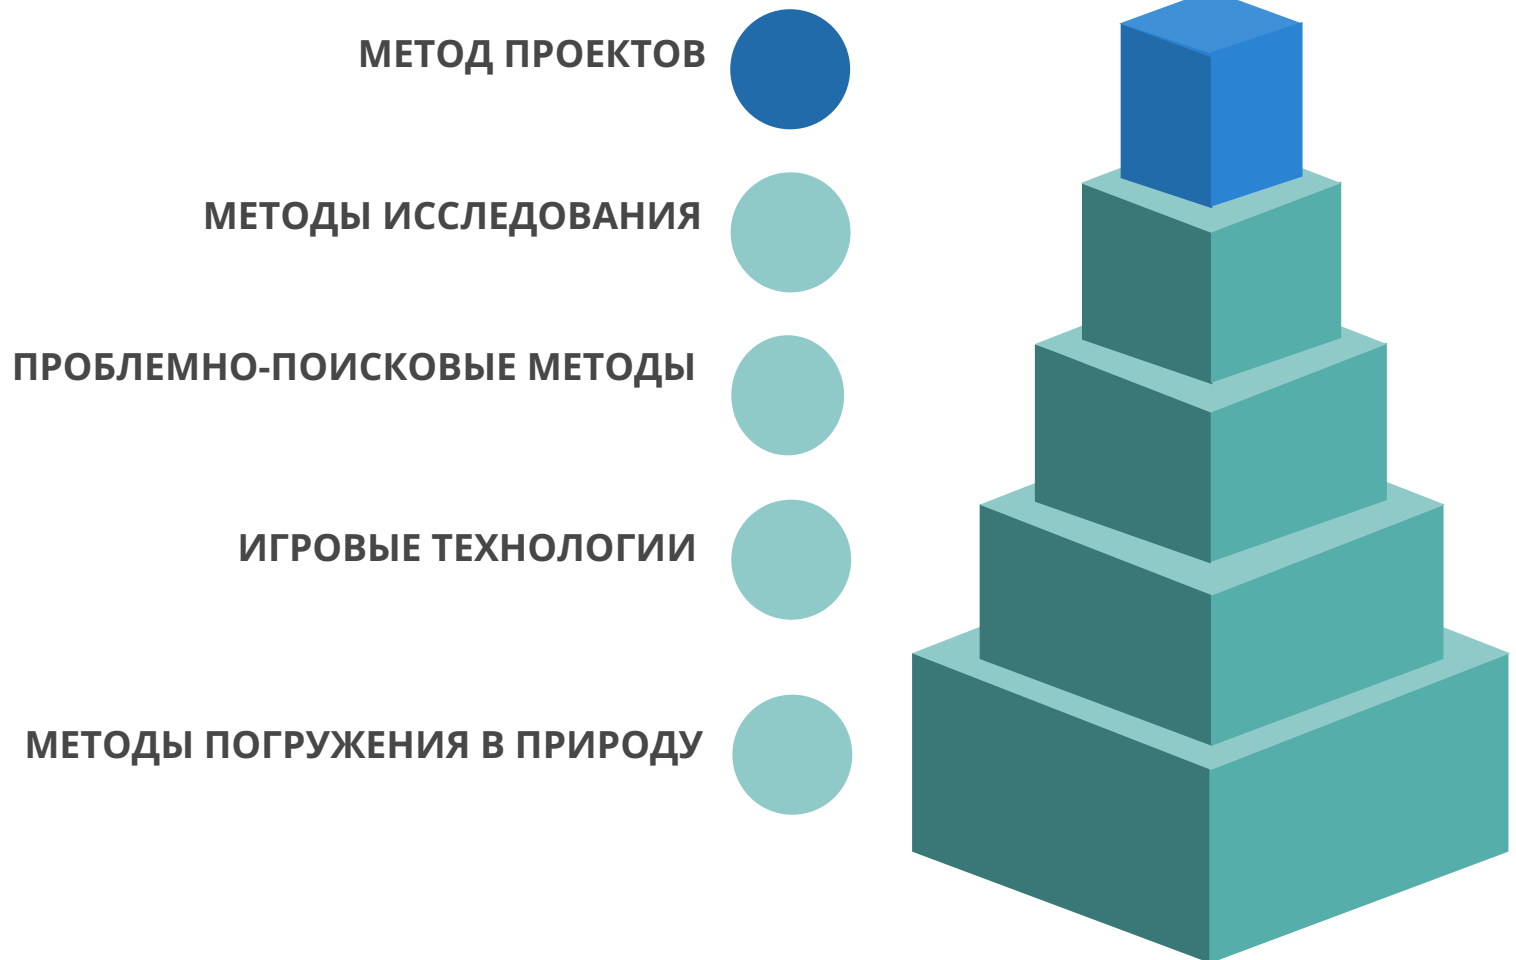 МЕТОД ПРОЕКТОВ
МЕТОДЫ ИССЛЕДОВАНИЯ
ПРОБЛЕМНО-ПОИСКОВЫЕ МЕТОДЫ
ИГРОВЫЕ ТЕХНОЛОГИИ
МЕТОДЫ ПОГРУЖЕНИЯ В ПРИРОДУ